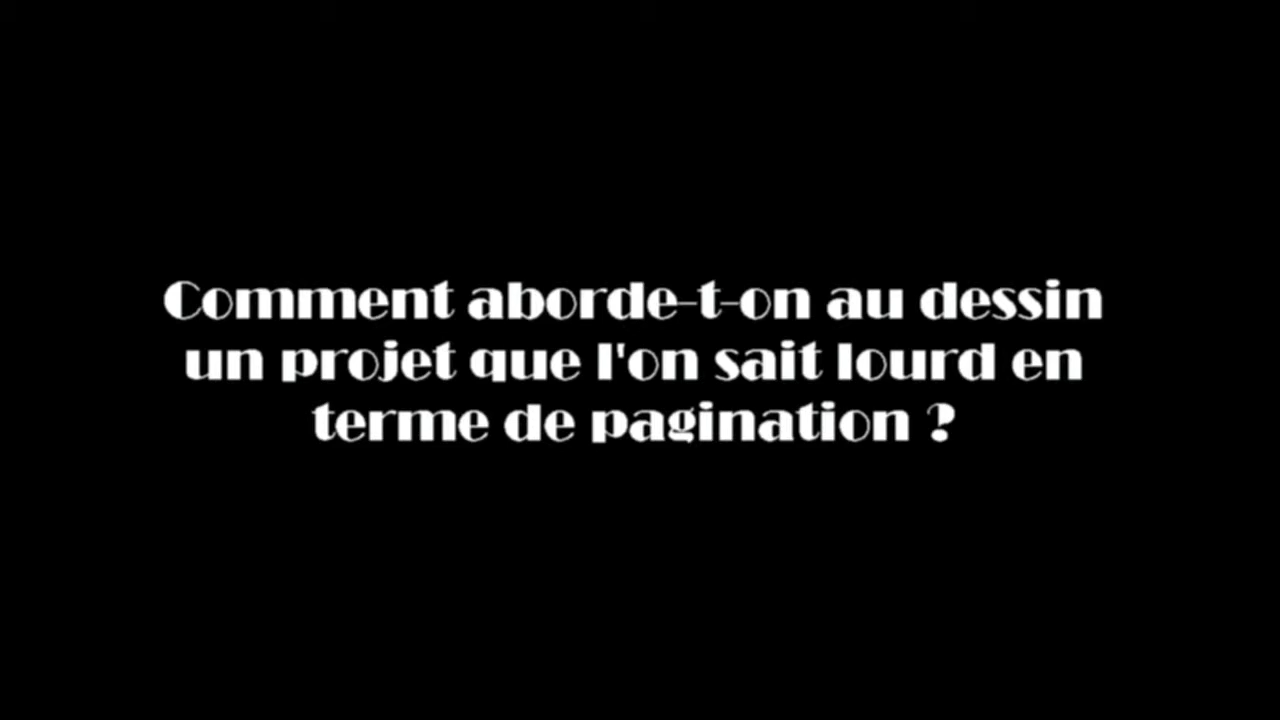 Comment aborde-t-on au dessin
un projet que l'on sait lourd en
terme de pagination ?